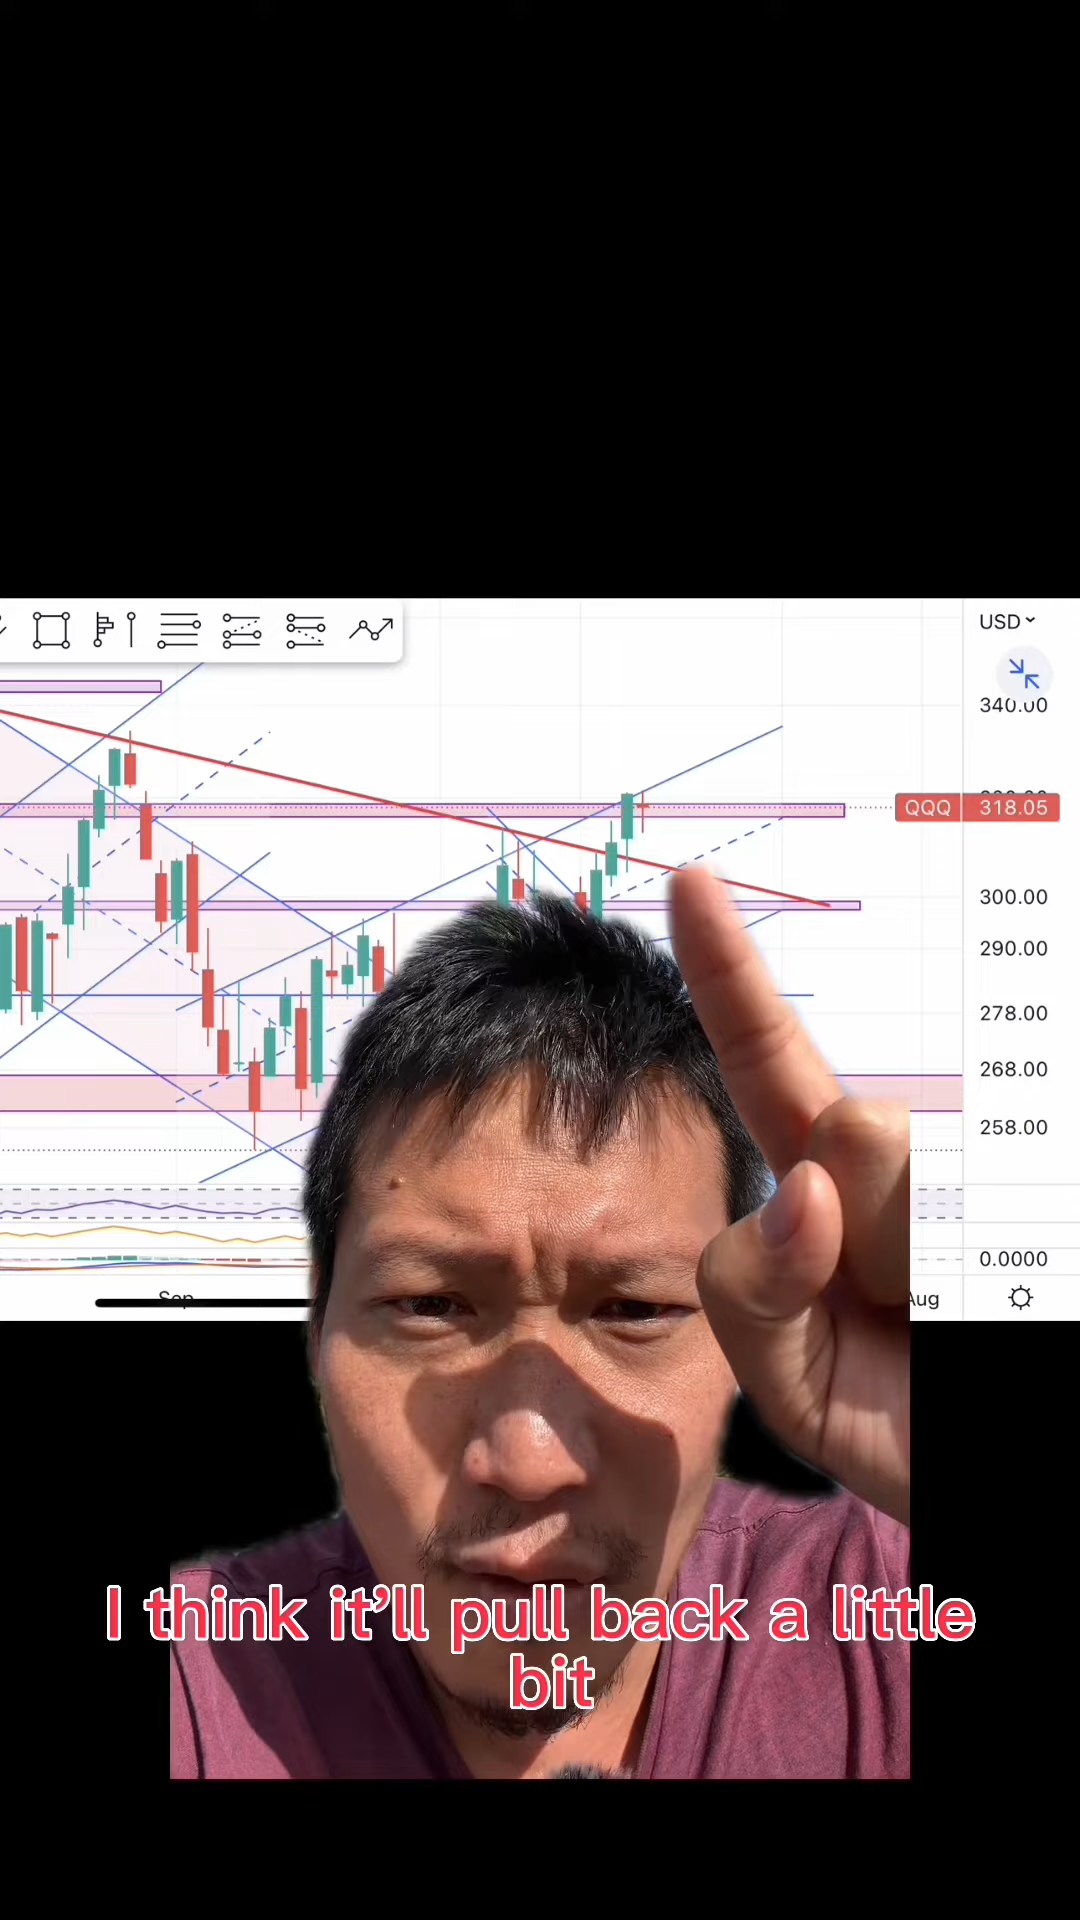 USD
340.00
QQQ 318.05
300.00
290.00
278.00
268.00
258.00
0.0000
Sep
Aug
I think it'll pull back a little
bit